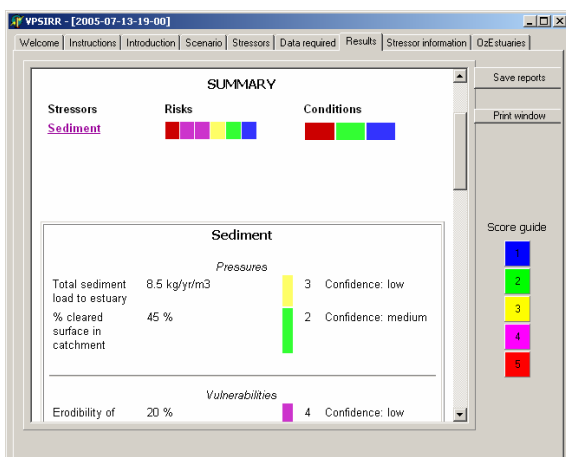 VPSIRR - [2005-07-13-19-00]
Welcome Instructions Introduction Scenario Stressors Data required Results Stressor information OzEstuaries
Save reports
Print window
SUMMARY
Stressors Risks Conditions
Sediment
Sediment
Pressures
Total sediment load to estuary 8.5 kg/yr/m3 3 Confidence: low
% cleared surface in catchment 45 % 2 Confidence: medium
Vulnerabilities
Erodibility of 20 % 4 Confidence: low
Score guide
1
2
3
4
5